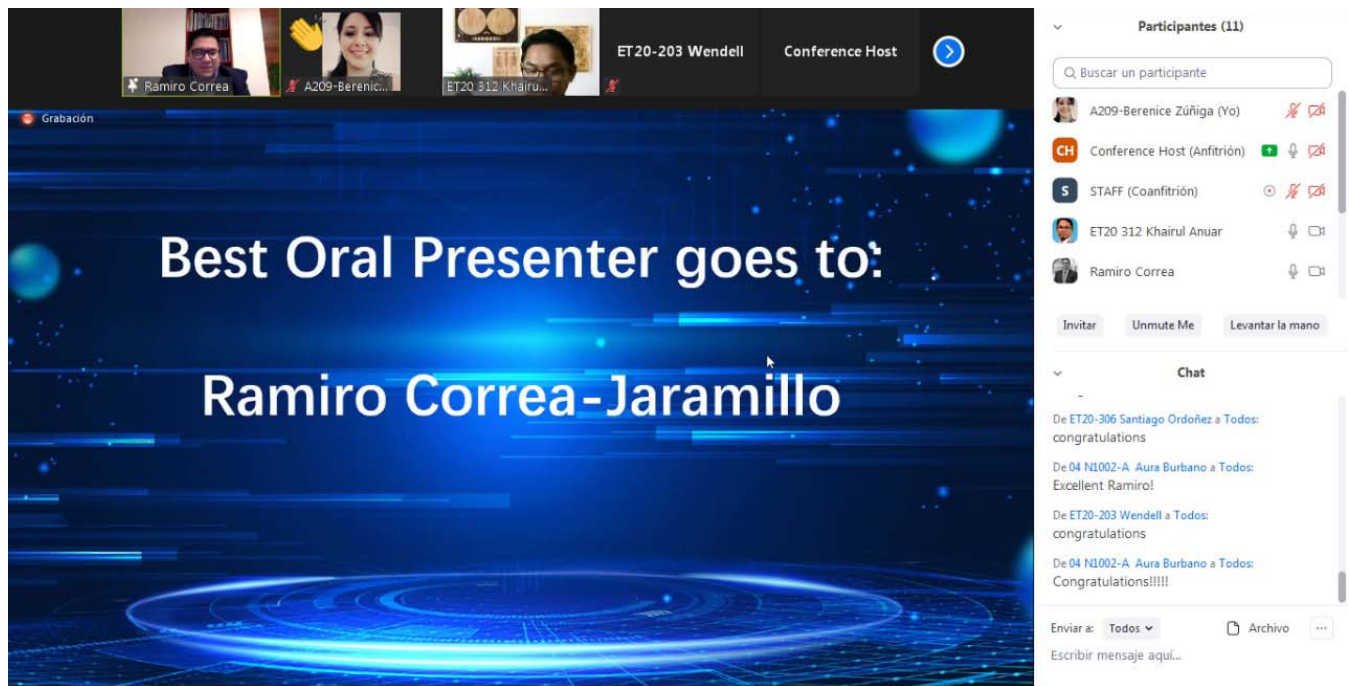 Ramiro Correa
A209-Berenic...
ET20 312 Khairu...
ET20-203 Wendell
Conference Host
Grabación
Best Oral Presenter goes to:
Ramiro Correa-Jaramillo
Participantes (11)
Buscar un participante
A209-Berenice Zúñiga (Yo)
CH Conference Host (Anfitrión)
S STAFF (Coanfitrión)
ET20 312 Khairul Anuar
Ramiro Correa
Invitar Unmute Me Levantar la mano
Chat
De ET20-306 Santiago Ordoñez a Todos:
congratulations
De 04 N1002-A Aura Burbano a Todos:
Excellent Ramiro!
De ET20-203 Wendell a Todos:
congratulations
De 04 N1002-A Aura Burbano a Todos:
Congratulations!!!!!
Enviar a: Todos Archivo ...
Escribir mensaje aquí...